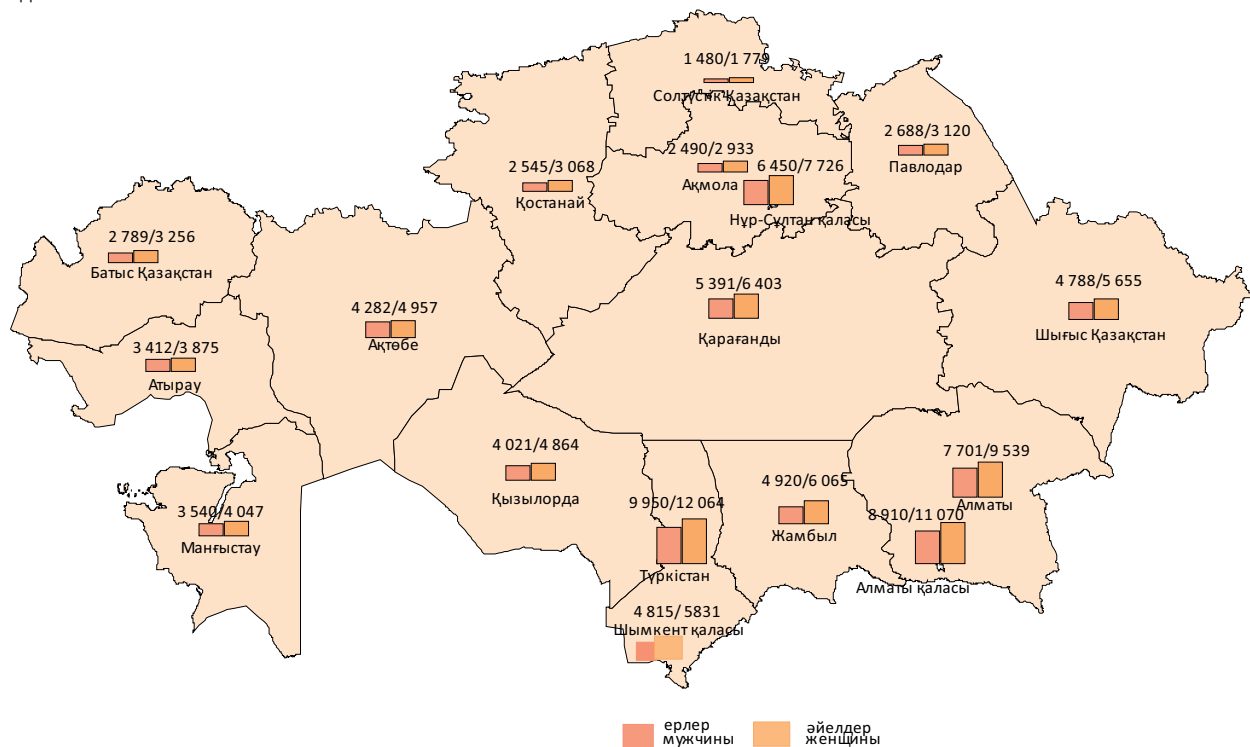 1 480/1 779
Солтүстік Қазақстан
2 688/3 120
Павлодар
2 490/2 933
Ақмола
6 450/7 726
Нұр-Сұлтан қаласы
2 545/3 068
Қостанай
2 789/3 256
Батыс Қазақстан
4 282/4 957
Ақтөбе
5 391/6 403
Қарағанды
4 788/5 655
Шығыс Қазақстан
3 412/3 875
Атырау
4 021/4 864
Қызылорда
3 540/4 047
Манғыстау
9 950/12 064
Түркістан
4 920/6 065
Жамбыл
7 701/9 539
Алматы
8 910/11 070
Алматы қаласы
4 815/ 5831
Шымкент қаласы
ерлер
мужчины
әйелдер
женщины